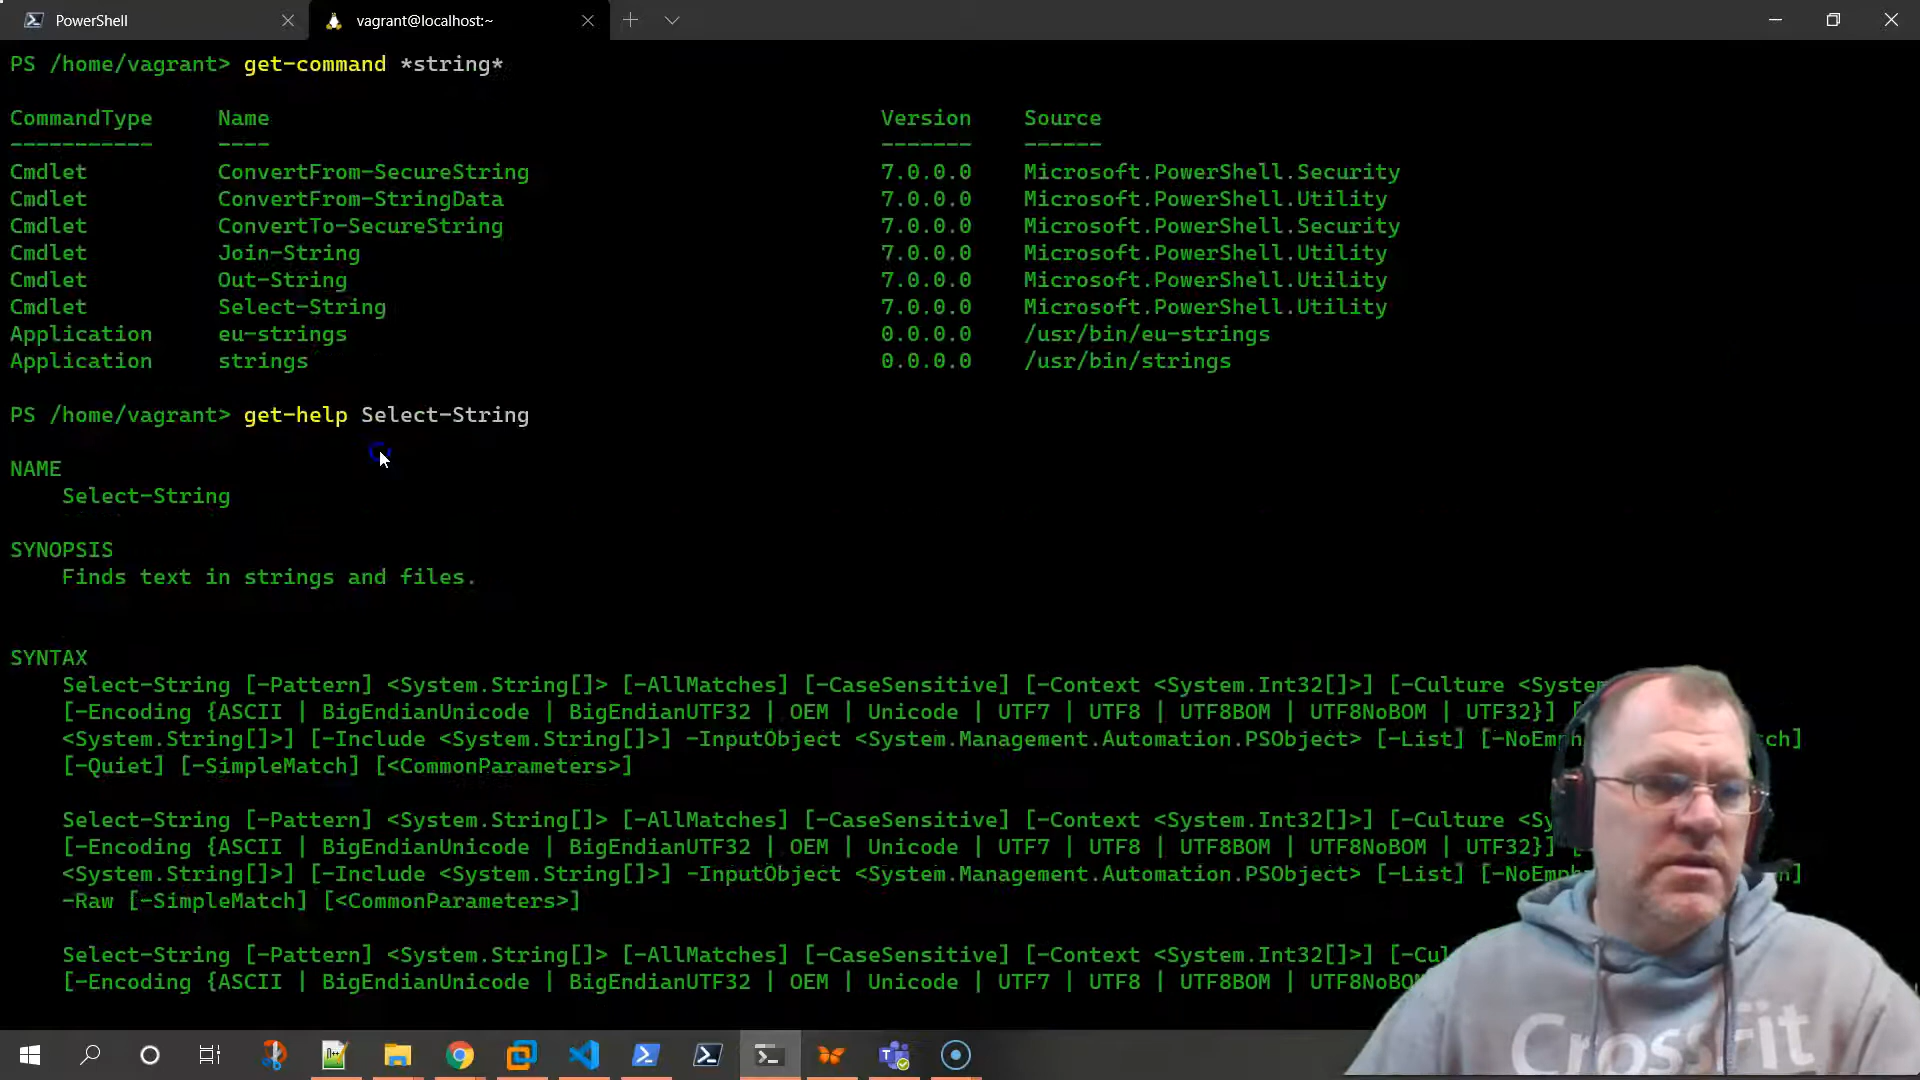 PowerShell
vagrant@localhost:~
PS /home/vagrant> get-command *string*
CommandType Name Version Source
----------- ---- ------- ------
Cmdlet ConvertFrom-SecureString 7.0.0.0 Microsoft.PowerShell.Security
Cmdlet ConvertFrom-StringData 7.0.0.0 Microsoft.PowerShell.Utility
Cmdlet ConvertTo-SecureString 7.0.0.0 Microsoft.PowerShell.Security
Cmdlet Join-String 7.0.0.0 Microsoft.PowerShell.Utility
Cmdlet Out-String 7.0.0.0 Microsoft.PowerShell.Utility
Cmdlet Select-String 7.0.0.0 Microsoft.PowerShell.Utility
Application eu-strings 0.0.0.0 /usr/bin/eu-strings
Application strings 0.0.0.0 /usr/bin/strings
PS /home/vagrant> get-help Select-String
NAME
Select-String
SYNOPSIS
Finds text in strings and files.
SYNTAX
Select-String [-Pattern] <System.String[]> [-AllMatches] [-CaseSensitive] [-Context <System.Int32[]>] [-Culture
[-Encoding {ASCII | BigEndianUnicode | BigEndianUTF32 | OEM | Unicode | UTF7 | UTF8 | UTF8BOM | UTF8NoBOM | UTF32}]
<System.String[]>] [-Include <System.String[]>] -InputObject <System.Management.Automation.PSObject> [-List]
[-Quiet] [-SimpleMatch] [<CommonParameters>]
Select-String [-Pattern] <System.String[]> [-AllMatches] [-CaseSensitive] [-Context <System.Int32[]>] [-Culture
[-Encoding {ASCII | BigEndianUnicode | BigEndianUTF32 | OEM | Unicode | UTF7 | UTF8 | UTF8BOM | UTF8NoBOM | UTF32}]
<System.String[]>] [-Include <System.String[]>] -InputObject <System.Management.Automation.PSObject> [-List]
-Raw [-SimpleMatch] [<CommonParameters>]
Select-String [-Pattern] <System.String[]> [-AllMatches] [-CaseSensitive] [-Context <System.Int32[]>]
[-Encoding {ASCII | BigEndianUnicode | BigEndianUTF32 | OEM | Unicode | UTF7 | UTF8 | UTF8BOM | UTF8NoBOM
CrossFit